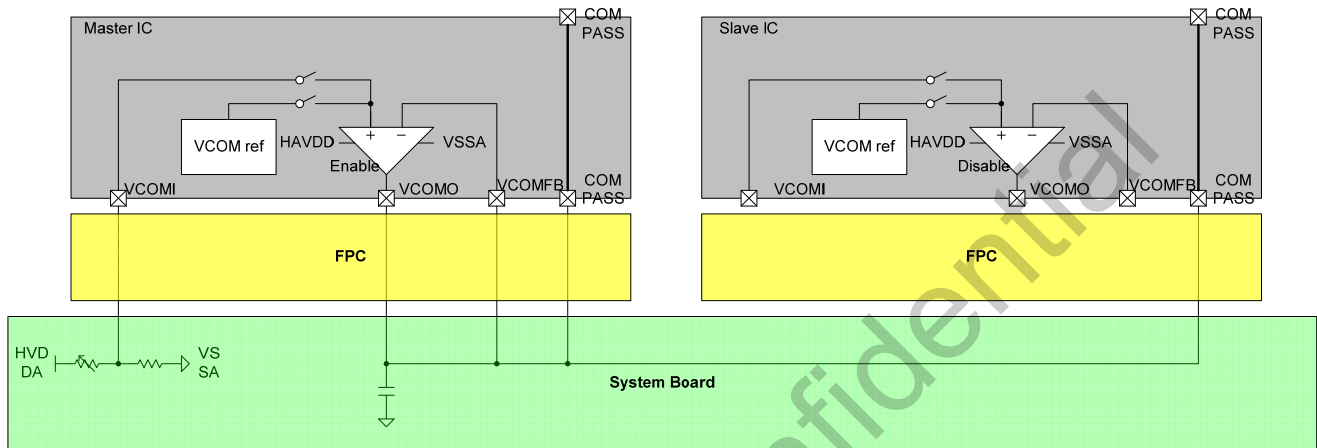 Master IC
COM
PASS
VCOM ref
HAVDD
+
−
VSSA
Enable
VCOMI
VCOMO
VCOMFB
COM
PASS
Slave IC
COM
PASS
VCOM ref
HAVDD
+
−
VSSA
Disable
VCOMI
VCOMO
VCOMFB
COM
PASS
FPC
FPC
HVD
DA
VS
SA
System Board